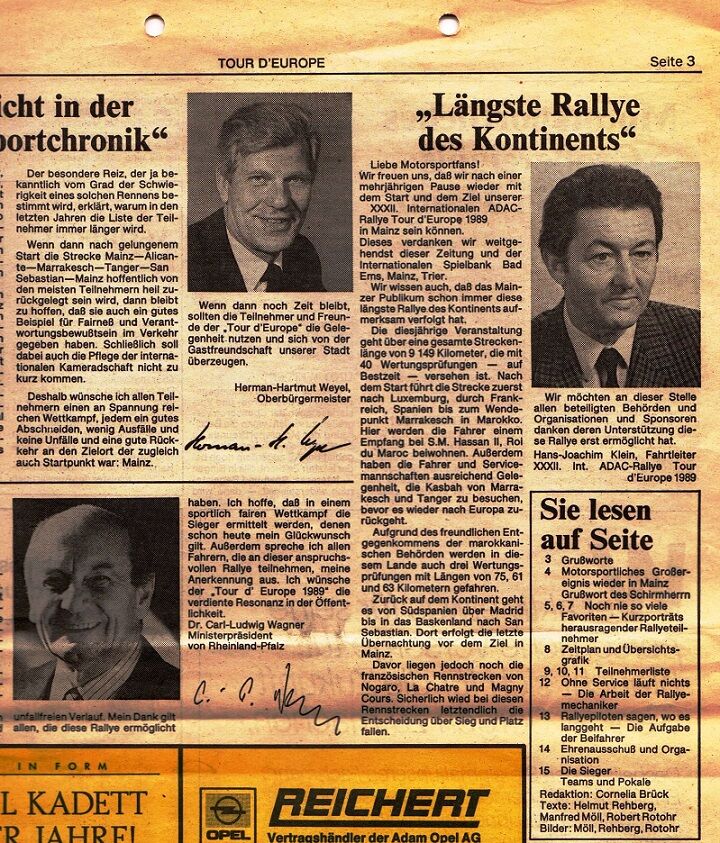 TOUR D'EUROPE
Seite 3
icht in der
portchronik“
Der besondere Reiz, der ja be-
kanntlich vom Grad der Schwie-
rigkeit eines solchen Rennens be-
stimmt wird, erklärt, warum in den
letzten Jahren die Liste der Teil-
nehmer immer länger wird.
Wenn dann nach gelungenem
Start die Strecke Mainz—Alican-
te—Marrakesch—Tanger—San
Sebastian—Mainz hoffentlich von
den meisten Teilnehmern heil zu-
rückgelegt sein wird, dann bleibt
zu hoffen, daß sie auch ein gutes
Beispiel für Fairneß und Verant-
wortungsbewußtsein im Verkehr
gegeben haben. Schließlich soll
dabei auch die Pflege der interna-
tionalen Kameradschaft nicht zu
kurz kommen.
Deshalb wünsche ich allen Teil-
nehmern einen an Spannung rei-
chen Wettkampf, jedem ein gutes
Abschneiden, wenig Ausfälle und
keine Unfälle und eine gute Rück-
kehr an den Zielort der zugleich
auch Startpunkt war: Mainz.
Wenn dann noch Zeit bleibt,
sollten die Teilnehmer und Freun-
de der „Tour d'Europe“ die Gele-
genheit nutzen und sich von der
Gastfreundschaft unserer Stadt
überzeugen.
Herman-Hartmut Weyel,
Oberbürgermeister
unfallfreien Verlauf. Mein Dank gilt
allen, die diese Rallye ermöglicht
haben. Ich hoffe, daß in einem
sportlich fairen Wettkampf die
Sieger ermittelt werden, denen
schon heute mein Glückwunsch
gilt. Außerdem spreche ich allen
Fahrern, die an dieser anspruchs-
vollen Rallye teilnehmen, meine
Anerkennung aus. Ich wünsche
der "Tour d' Europe 1989" die
verdiente Resonanz in der Öffent-
lichkeit.
Dr. Carl-Ludwig Wagner
Ministerpräsident
von Rheinland-Pfalz
„Längste Rallye
des Kontinents“
Liebe Motorsportfans!
Wir freuen uns, daß wir nach einer
mehrjährigen Pause wieder mit
dem Start und dem Ziel unserer
XXXII. Internationalen ADAC-
Rallye Tour d'Europe 1989
in Mainz sein können.
Dieses verdanken wir weitge-
hendst dieser Zeitung und der
Internationalen Spielbank Bad
Ems, Mainz, Trier.
Wir wissen auch, daß das Main-
zer Publikum schon immer diese
längste Rallye des Kontinents auf-
merksam verfolgt hat.
Die diesjährige Veranstaltung
geht über eine gesamte Strecken-
länge von 9 149 Kilometer, die mit
40 Wertungsprüfungen — auf
Bestzeit — versehen ist. Nach
dem Start führt die Strecke zuerst
nach Luxemburg, durch Frank-
reich, Spanien bis zum Wende-
punkt Marrakesch in Marokko.
Hier werden die Fahrer einem
Empfang bei S.M. Hassan II, Roi
du Maroc beiwohnen. Außerdem
haben die Fahrer und Service-
mannschaften ausreichend Gele-
genheit, die Kasbah von Marra-
kesch und Tanger zu besuchen,
bevor es wieder nach Europa zu-
rückgeht.
Aufgrund des freundlichen Ent-
gegenkommens der marokkani-
schen Behörden werden in die-
sem Lande auch drei Wertungs-
prüfungen mit Längen von 75, 61
und 63 Kilometern gefahren.
Zurück auf dem Kontinent geht
es von Südspanien über Madrid
bis in das Baskenland nach San
Sebastian. Dort erfolgt die letzte
Übernachtung vor dem Ziel in
Mainz.
Davor liegen jedoch noch die
französischen Rennstrecken von
Nogaro, La Chatre und Magny
Cours. Sicherlich wied bei diesen
Rennstrecken letztendlich die
Entscheidung über Sieg und Platz
fallen.
Wir möchten an dieser Stelle
allen beteiligten Behörden und
Organisationen und Sponsoren
danken deren Unterstützung die-
se Rallye erst ermöglicht hat.
Hans-Joachim Klein, Fahrtleiter
XXXII. Int. ADAC-Rallye Tour
d'Europe 1989
Sie lesen
auf Seite
3 Grußworte
4 Motorsportliches Großer-
eignis wieder in Mainz
Grußwort des Schirmherrn
5, 6, 7 Noch nie so viele
Favoriten — Kurzporträts
herausragender Rallyeteil-
nehmer
8 Zeitplan und Übersichts-
grafik
9, 10, 11 Teilnehmerliste
12 Ohne Service läuft nichts
— Die Arbeit der Rallye-
mechaniker
13 Rallyepiloten sagen, wo es
langgeht — Die Aufgabe
der Beifahrer
14 Ehrenausschuß und Orga-
nisation
15 Die Sieger
Teams und Pokale
Redaktion: Cornelia Brück
Texte: Helmut Rehberg,
Manfred Möll, Robert Rotohr
Bilder: Möll, Rehberg, Rotohr
IN FORM
L KADETT
ER JAHRE!
OPEL
REICHERT
Vertragshändler der Adam Opel AG